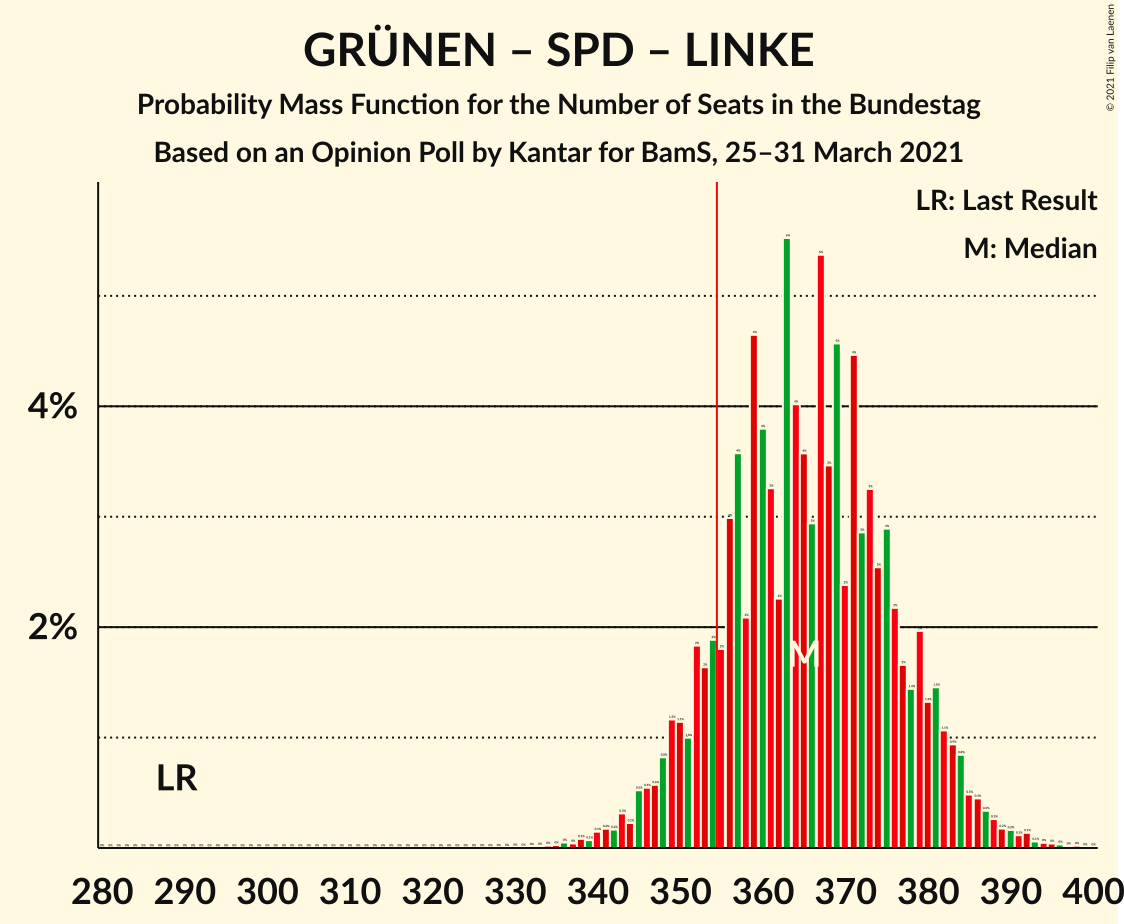 GRÜNEN – SPD – LINKE
Probability Mass Function for the Number of Seats in the Bundestag
Based on an Opinion Poll by Kantar for BamS, 25–31 March 2021
© 2021 Filip van Laenen
LR: Last Result
M: Median
4%
2%
M
LR
280 290 300 310 320 330 340 350 360 370 380 390 400